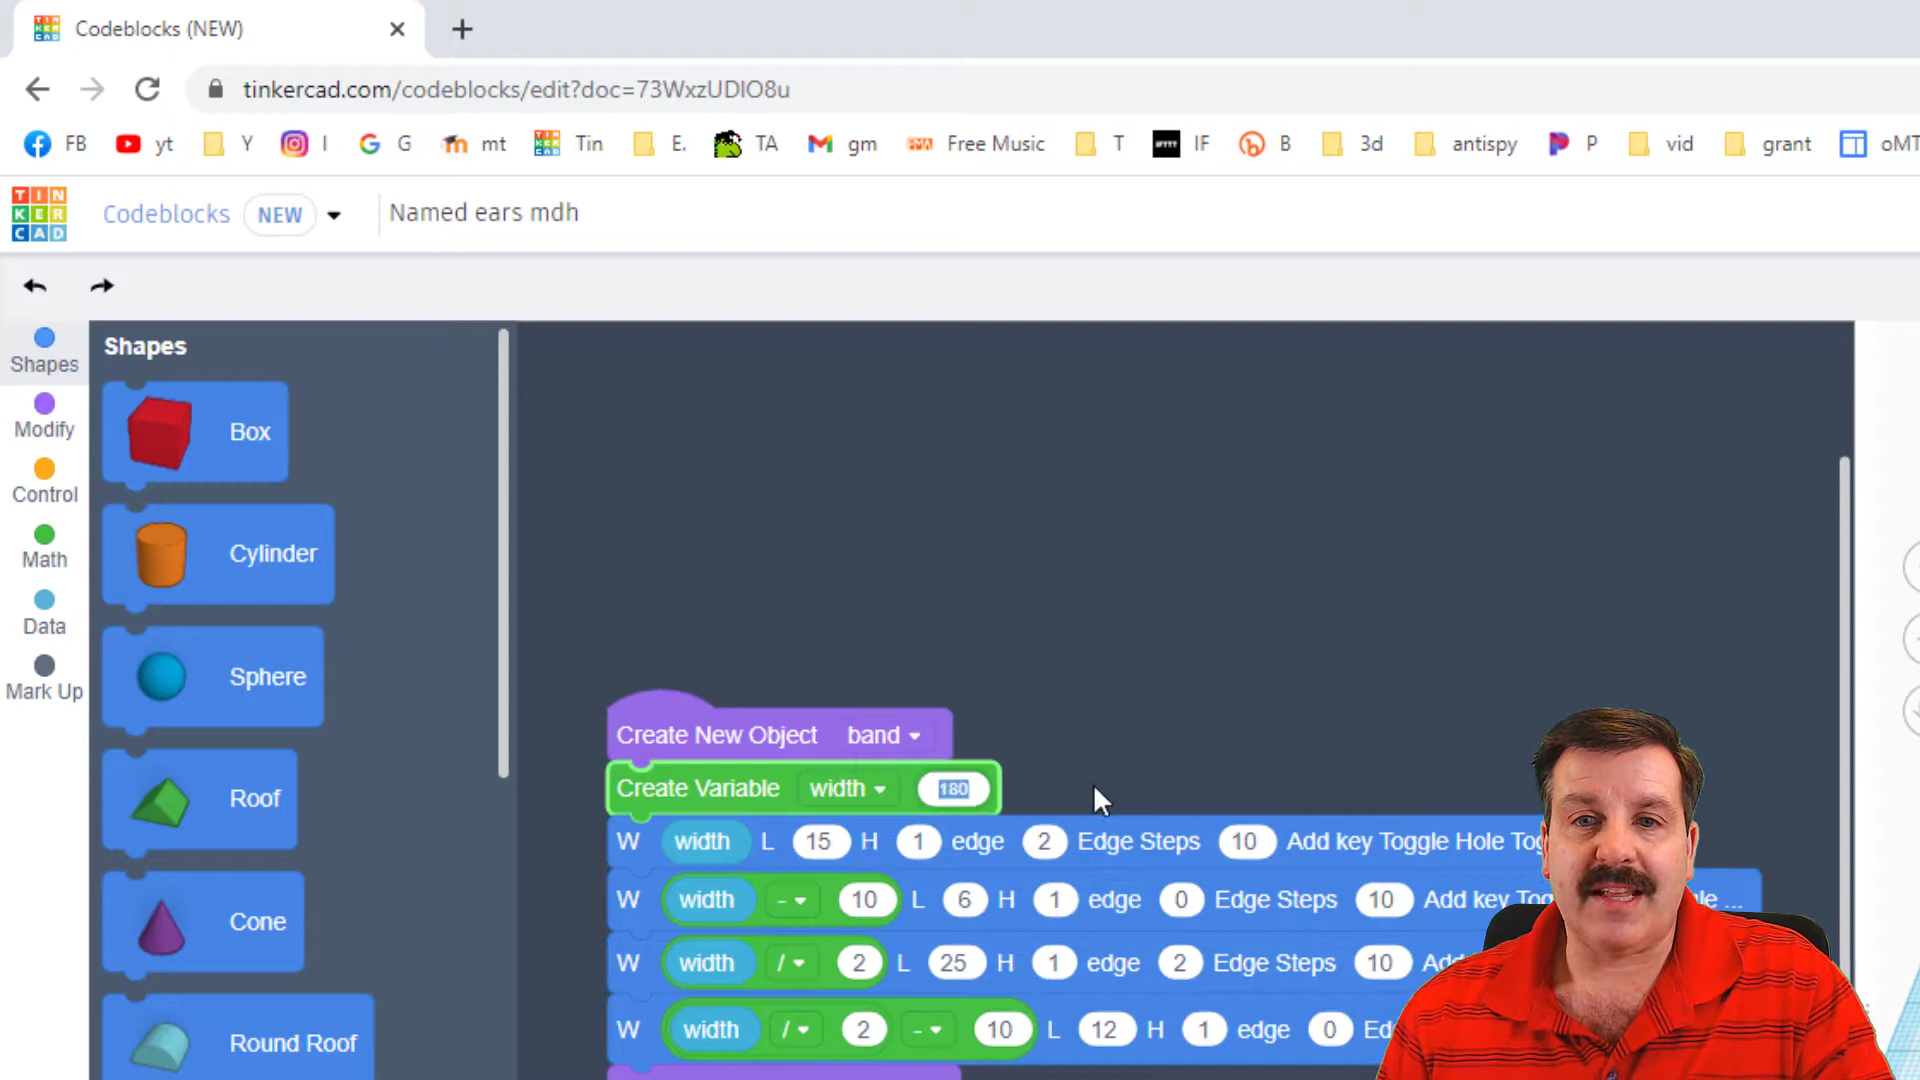 Codeblocks (NEW)
tinkercad.com/codeblocks/edit?doc=73WxzUDlO8u
FB yt Y I G mt Tin E. TA gm Free Music T IF B 3d antispy P vid grant oMT
TIN
KER
CAD
Codeblocks NEW Named ears mdh
Shapes
Modify
Control
Math
Data
Mark Up
Shapes
Box
Cylinder
Sphere
Roof
Cone
Round Roof
Create New Object band
Create Variable width 180
W width L 15 H 1 edge 2 Edge Steps 10 Add key Toggle Hole
W width - 10 L 6 H 1 edge 0 Edge Steps 10 Add key
W width / 2 L 25 H 1 edge 2 Edge Steps 10
W width / 2 - 10 L 12 H 1 edge 0